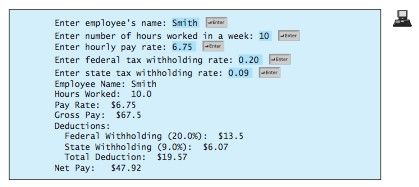 Enter employee's name: Smith ↵Enter
Enter number of hours worked in a week: 10 ↵Enter
Enter hourly pay rate: 6.75 ↵Enter
Enter federal tax withholding rate: 0.20 ↵Enter
Enter state tax withholding rate: 0.09 ↵Enter
Employee Name: Smith
Hours Worked: 10.0
Pay Rate: $6.75
Gross Pay: $67.5
Deductions:
Federal Withholding (20.0%): $13.5
State Withholding (9.0%): $6.07
Total Deduction: $19.57
Net Pay: $47.92